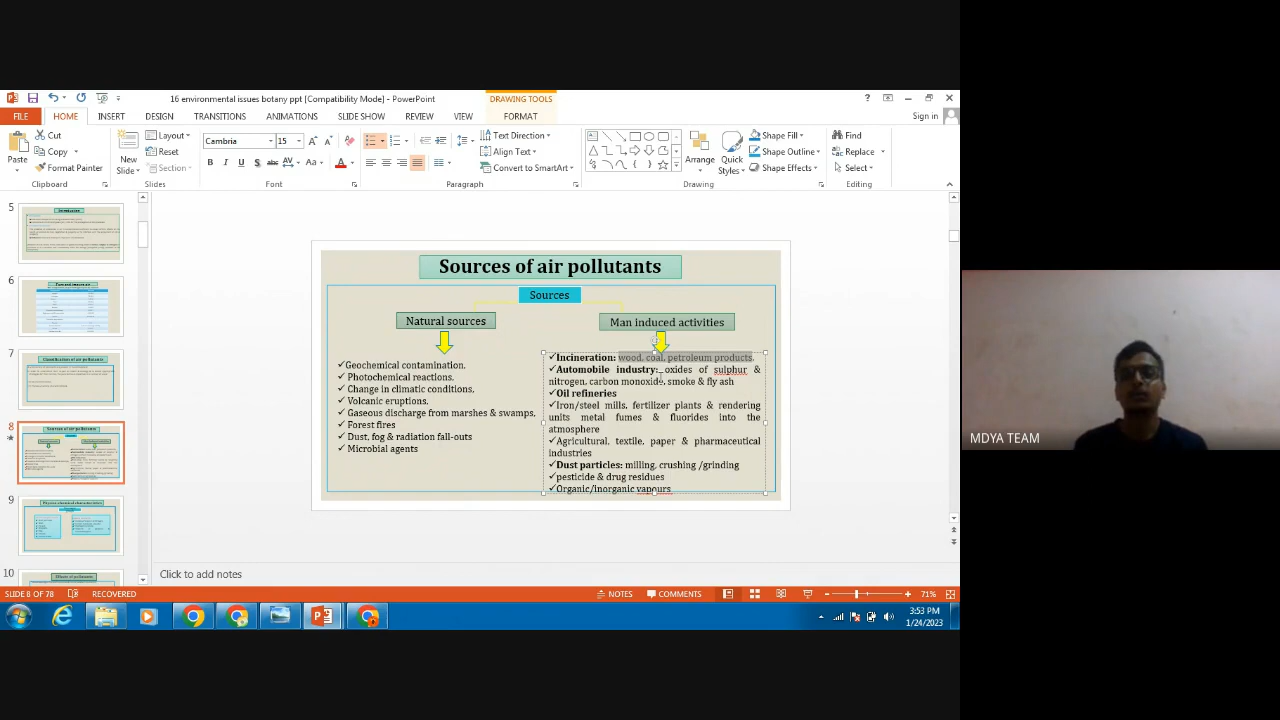 16 environmental issues botany ppt [Compatibility Mode] - PowerPoint
DRAWING TOOLS
FILE HOME INSERT DESIGN TRANSITIONS ANIMATIONS SLIDE SHOW REVIEW VIEW FORMAT Sign in
Cut
Copy
Format Painter
Paste
Clipboard
New Slide
Layout
Reset
Section
Slides
Cambria 15
Font
Text Direction
Align Text
Convert to SmartArt
Paragraph
Arrange
Quick Styles
Shape Fill
Shape Outline
Shape Effects
Drawing
Find
Replace
Select
Editing
5
6
7
8
9
10
Sources of air pollutants
Sources
Natural sources
Man induced activities
✓Geochemical contamination.
✓ Photochemical reactions.
✓ Change in climatic conditions,
✓ Volcanic eruptions,
✓ Gaseous discharge from marshes & swamps,
✓ Forest fires
✓ Dust, fog & radiation fall-outs
✓ Microbial agents
✓Incineration: wood, coal, petroleum products.
✓Automobile industry: oxides of sulphur &
nitrogen, carbon monoxide, smoke & fly ash
✓Oil refineries
✓Iron/steel mills, fertilizer plants & rendering
units metal fumes & fluorides into the
atmosphere
✓Agricultural, textile, paper & pharmaceutical
industries
✓Dust particles: milling, crushing /grinding
✓pesticide & drug residues
✓Organic/inorganic vapours
Click to add notes
SLIDE 8 OF 78 RECOVERED NOTES COMMENTS 71%
3:53 PM
1/24/2023
MDYA TEAM